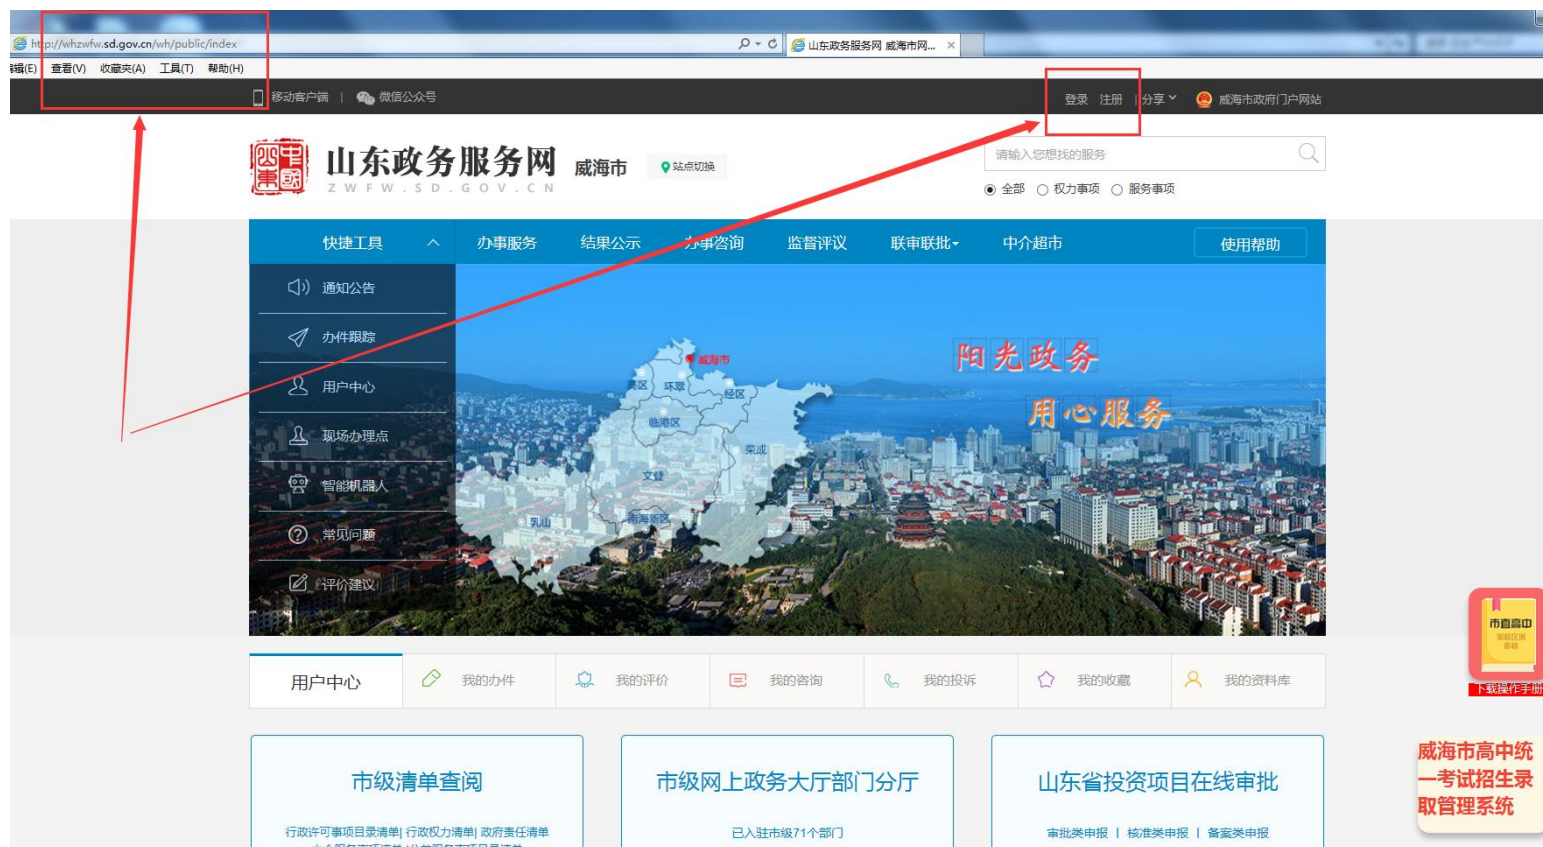 http://whzwfw.sd.gov.cn/wh/public/index
山东政务服务网 威海市网...
编辑(E) 查看(V) 收藏夹(A) 工具(T) 帮助(H)
移动客户端 | 微信公众号
登录 注册 | 分享 威海市政府门户网站
中国山东
山东政务服务网 威海市 站点切换
ZWFW.SD.GOV.CN
请输入您想找的服务
全部 权力事项 服务事项
快捷工具 办事服务 结果公示 办事咨询 监督评议 联审联批 中介超市 使用帮助
通知公告
办件跟踪
用户中心
现场办理点
智能机器人
常见问题
评价建议
威海市
高区 环翠 经区
临港区
荣成
文登
乳山 南海新区
阳光政务
用心服务
市直高中
下载操作手册
用户中心 我的办件 我的评价 我的咨询 我的投诉 我的收藏 我的资料库
市级清单查阅
行政许可事项目录清单| 行政权力清单| 政府责任清单
市级网上政务大厅部门分厅
已入驻市级71个部门
山东省投资项目在线审批
审批类申报 | 核准类申报 | 备案类申报
威海市高中统
一考试招生录
取管理系统